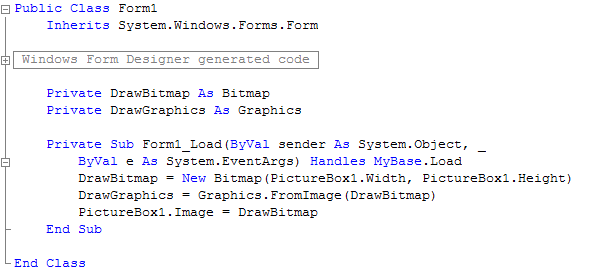 Public Class Form1
Inherits System.Windows.Forms.Form
Windows Form Designer generated code
Private DrawBitmap As Bitmap
Private DrawGraphics As Graphics
Private Sub Form1_Load(ByVal sender As System.Object, _
ByVal e As System.EventArgs) Handles MyBase.Load
DrawBitmap = New Bitmap(PictureBox1.Width, PictureBox1.Height)
DrawGraphics = Graphics.FromImage(DrawBitmap)
PictureBox1.Image = DrawBitmap
End Sub
End Class